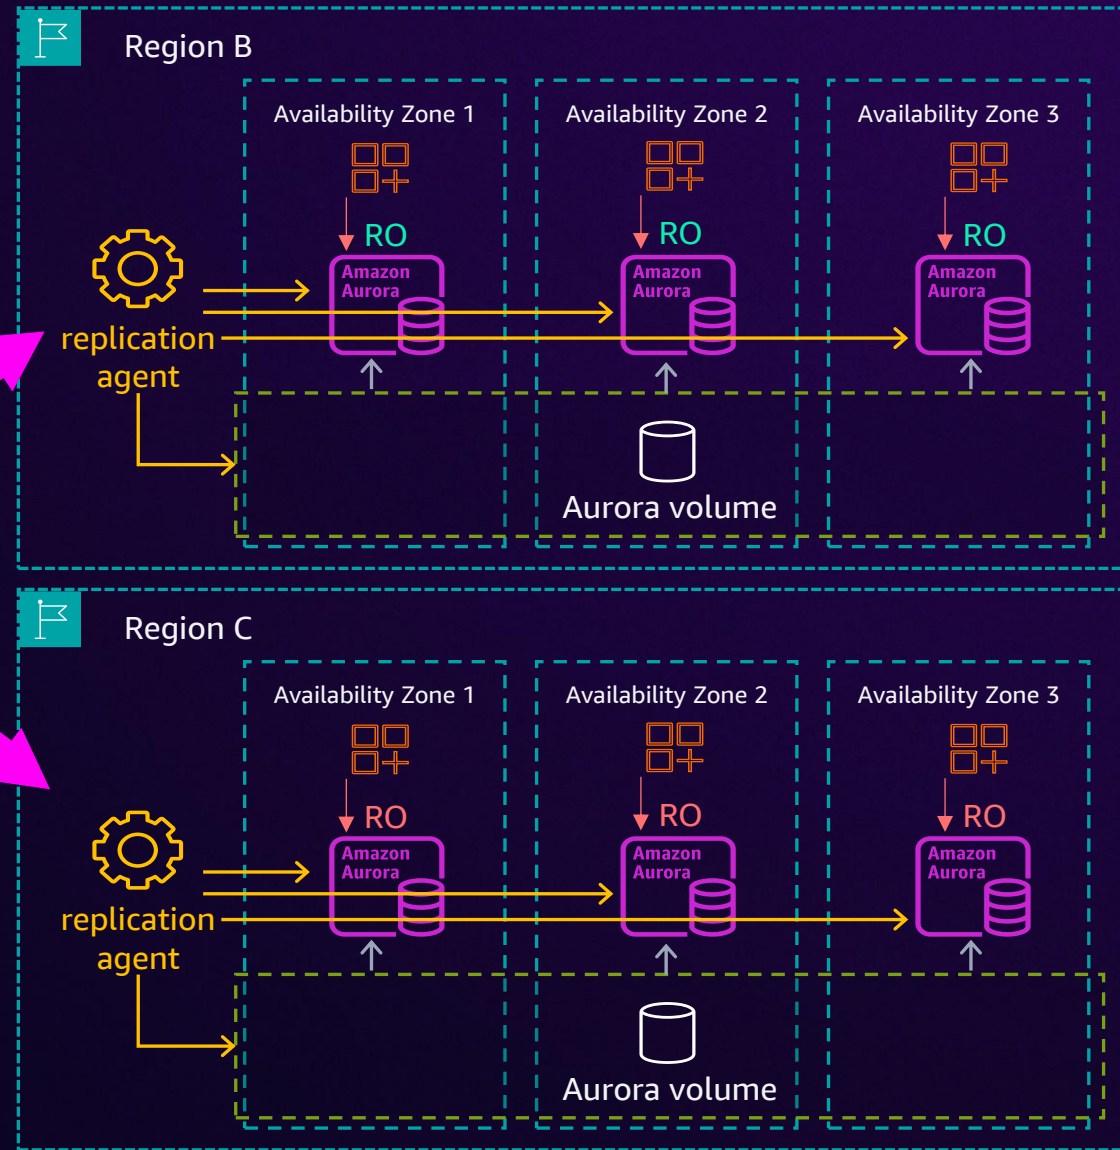 Region B
Availability Zone 1
Availability Zone 2
Availability Zone 3
RO
RO
RO
Amazon
Aurora
Amazon
Aurora
Amazon
Aurora
replication
agent
Aurora volume
Region C
Availability Zone 1
Availability Zone 2
Availability Zone 3
RO
RO
RO
Amazon
Aurora
Amazon
Aurora
Amazon
Aurora
replication
agent
Aurora volume